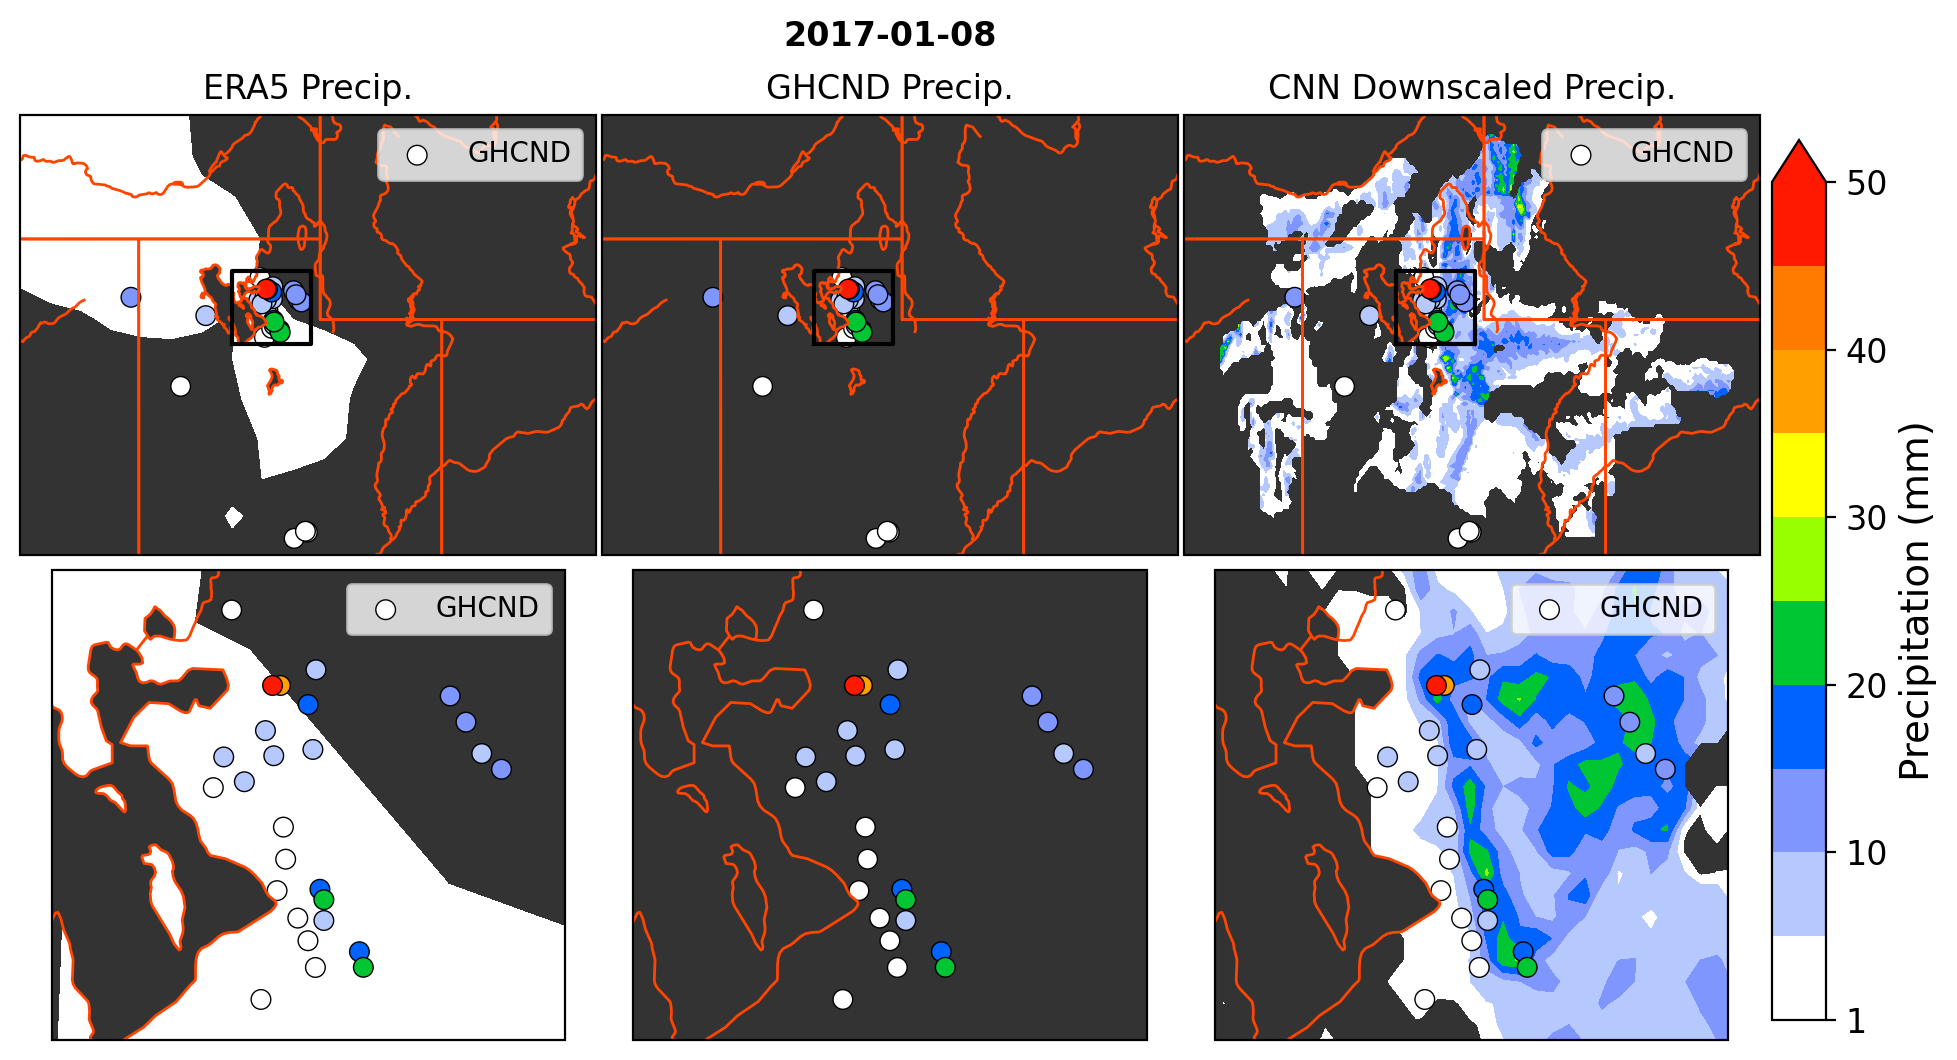 2017-01-08
ERA5 Precip.
GHCND Precip.
CNN Downscaled Precip.
GHCND
GHCND
GHCND
GHCND
50
40
30
20
10
1
Precipitation (mm)